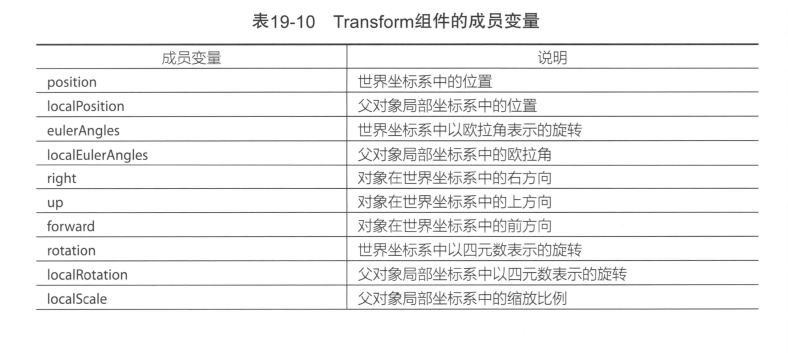 表19-10 Transform组件的成员变量
成员变量 说明
position 世界坐标系中的位置
localPosition 父对象局部坐标系中的位置
eulerAngles 世界坐标系中以欧拉角表示的旋转
localEulerAngles 父对象局部坐标系中的欧拉角
right 对象在世界坐标系中的右方向
up 对象在世界坐标系中的上方向
forward 对象在世界坐标系中的前方向
rotation 世界坐标系中以四元数表示的旋转
localRotation 父对象局部坐标系中以四元数表示的旋转
localScale 父对象局部坐标系中的缩放比例